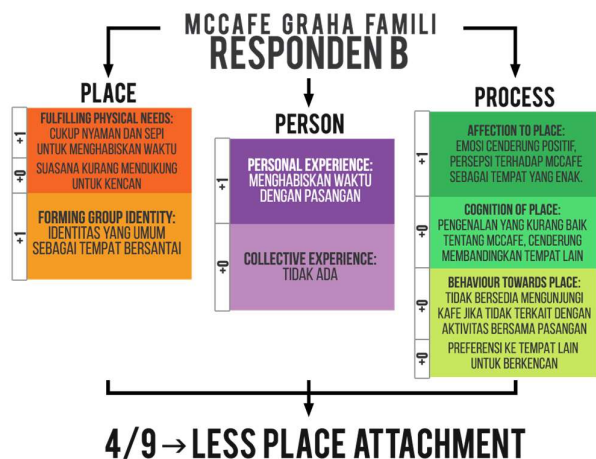 MCCAFE GRAHA FAMILI
RESPONDEN B
PLACE
+1
FULFILLING PHYSICAL NEEDS:
CUKUP NYAMAN DAN SEPI
UNTUK MENGHABISKAN WAKTU
+0
SUASANA KURANG MENDUKUNG
UNTUK KENCAN
+1
FORMING GROUP IDENTITY:
IDENTITAS YANG UMUM
SEBAGAI TEMPAT BERSANTAI
PERSON
+1
PERSONAL EXPERIENCE:
MENGHABISKAN WAKTU
DENGAN PASANGAN
+0
COLLECTIVE EXPERIENCE:
TIDAK ADA
PROCESS
+1
AFFECTION TO PLACE:
EMOSI CENDERUNG POSITIF,
PERSEPSI TERHADAP MCCAFE
SEBAGAI TEMPAT YANG ENAK.
+0
COGNITION OF PLACE:
PENGENALAN YANG KURANG BAIK
TENTANG MCCAFE, CENDERUNG
MEMBANDINGKAN TEMPAT LAIN
+0
BEHAVIOUR TOWARDS PLACE:
TIDAK BERSEDIA MENGUNJUNGI
KAFE JIKA TIDAK TERKAIT DENGAN
AKTIVITAS BERSAMA PASANGAN
+0
PREFERENSI KE TEMPAT LAIN
UNTUK BERKENCAN
4/9→LESS PLACE ATTACHMENT